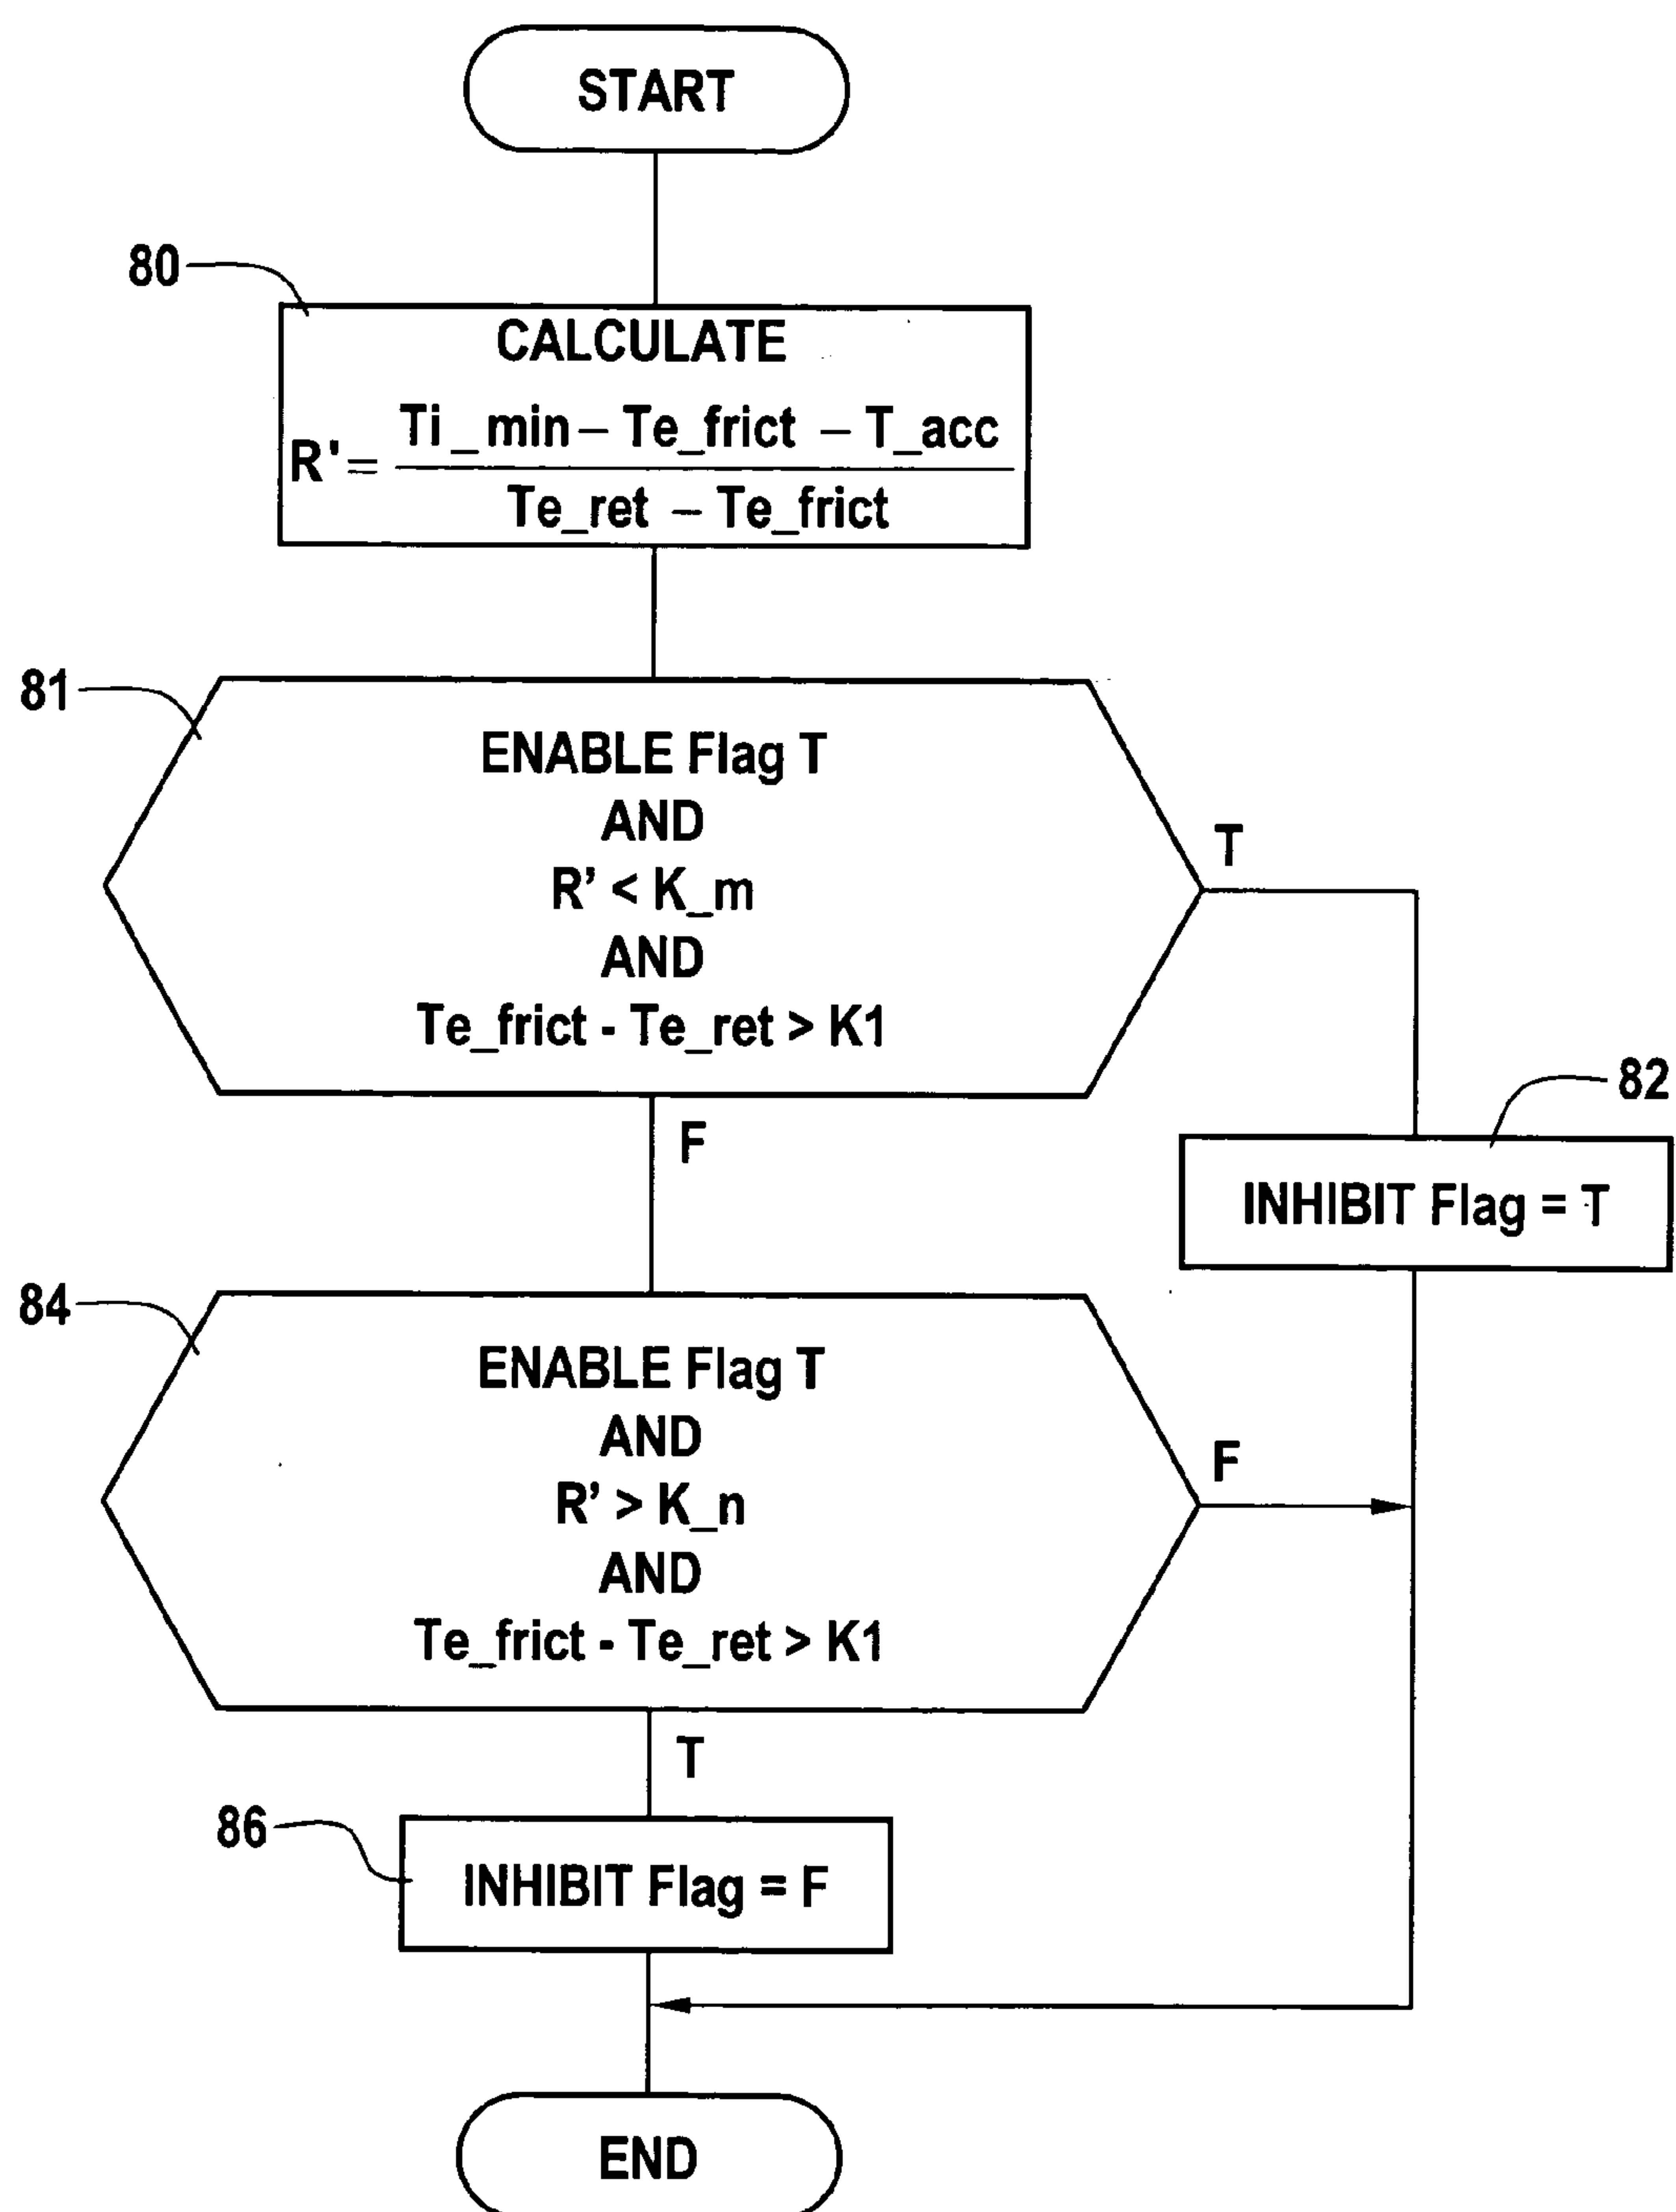 START
80
CALCULATE
Ti_min – Te_frict – T_acc
R' =
Te_ret – Te_frict
81
ENABLE Flag T
AND
R’ < K_m
AND
Te_frict - Te_ret > K1
T
F
82
INHIBIT Flag = T
84
ENABLE Flag T
AND
R’ > K_n
AND
Te_frict - Te_ret > K1
F
T
86
INHIBIT Flag = F
END